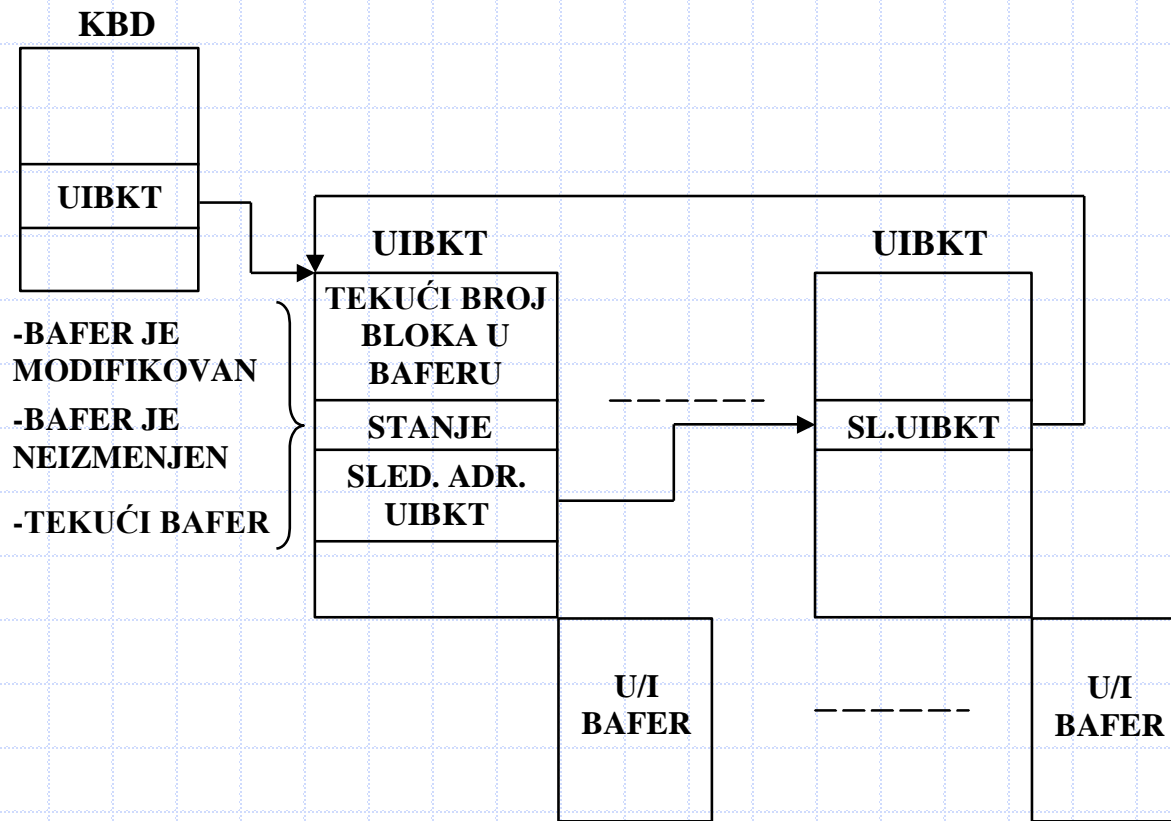 KBD
UIBKT
UIBKT
UIBKT
TEKUĆI BROJ
BLOKA U
BAFERU
-BAFER JE
MODIFIKOVAN
-BAFER JE
NEIZMENJEN
-TEKUĆI BAFER
STANJE
SL.UIBKT
SLED. ADR.
UIBKT
U/I
BAFER
U/I
BAFER